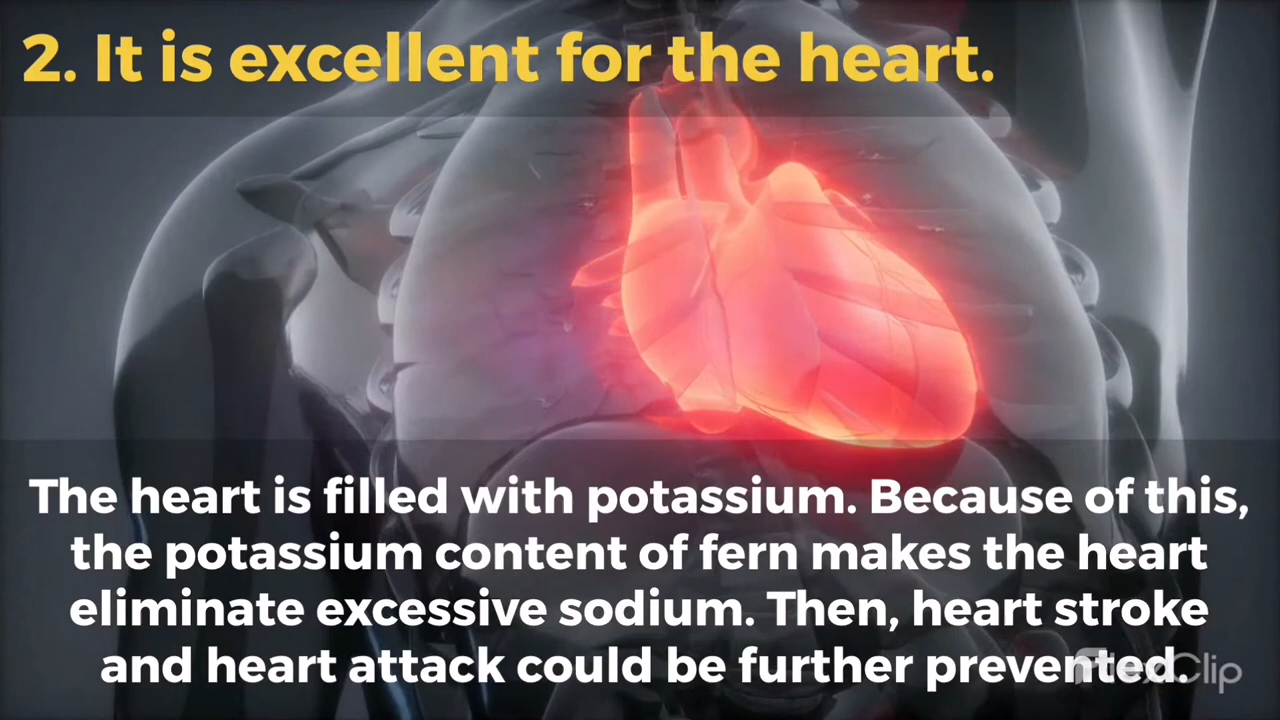 2. It is excellent for the heart.
The heart is filled with potassium. Because of this,
the potassium content of fern makes the heart
eliminate excessive sodium. Then, heart stroke
and heart attack could be further prevented.
FlexClip